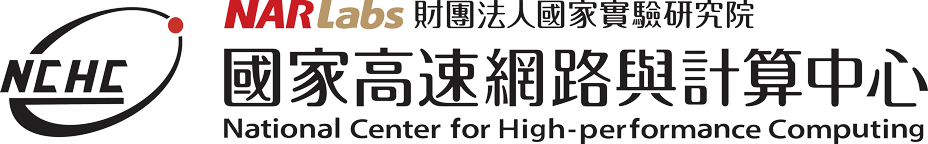 NCHC
NARLabs 財團法人國家實驗研究院
國家高速網路與計算中心
National Center for High-performance Computing